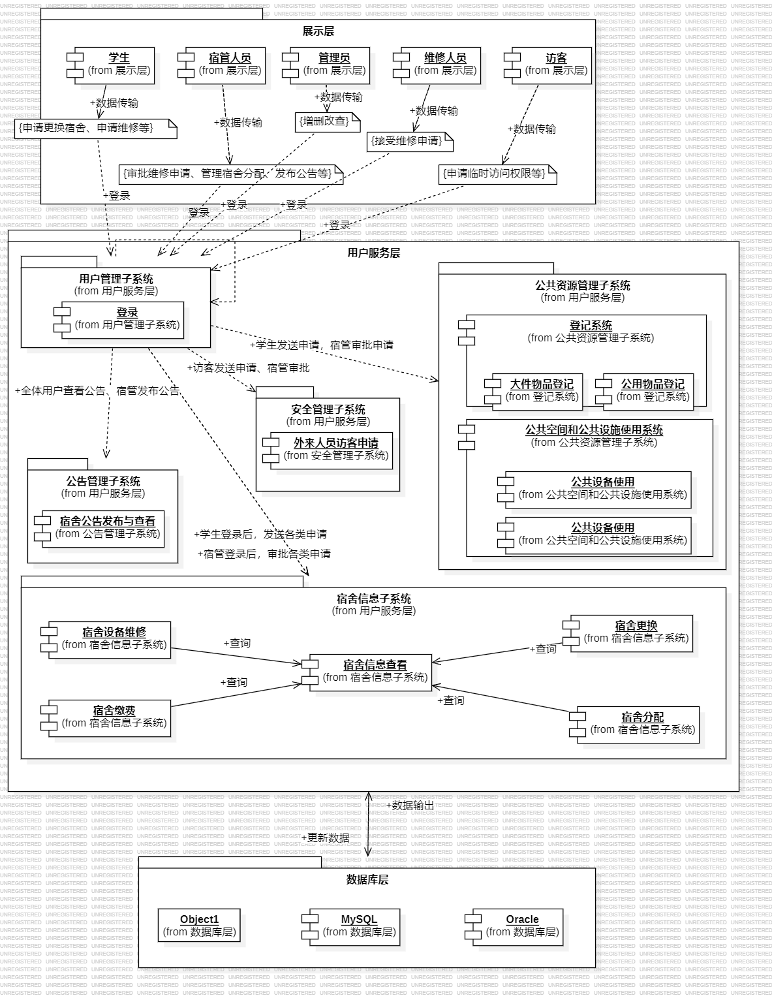 展示层
学生
(from 展示层)
宿管人员
(from 展示层)
管理员
(from 展示层)
维修人员
(from 展示层)
访客
(from 展示层)
+数据传输
+数据传输
+数据传输
+数据传输
+数据传输
{申请更换宿舍、申请维修等}
{增删改查}
{接受维修申请}
{审批维修申请、管理宿舍分配、发布公告等}
{申请临时访问权限等}
+登录
登录
+登录
+登录
+登录
用户服务层
用户管理子系统
(from 用户服务层)
登录
(from 用户管理子系统)
+学生发送申请，宿管审批申请
+访客发送申请、宿管审批
+全体用户查看公告、宿管发布公告
公共资源管理子系统
(from 用户服务层)
登记系统
(from 公共资源管理子系统)
大件物品登记
(from 登记系统)
公用物品登记
(from 登记系统)
公共空间和公共设施使用系统
(from 公共资源管理子系统)
公共设备使用
(from 公共空间和公共设施使用系统)
公共设备使用
(from 公共空间和公共设施使用系统)
安全管理子系统
(from 用户服务层)
外来人员访客申请
(from 安全管理子系统)
公告管理子系统
(from 用户服务层)
宿舍公告发布与查看
(from 公告管理子系统)
+学生登录后，发送各类申请
+宿管登录后，审批各类申请
宿舍信息子系统
(from 用户服务层)
宿舍设备维修
(from 宿舍信息子系统)
宿舍更换
(from 宿舍信息子系统)
+查询
+查询
宿舍信息查看
(from 宿舍信息子系统)
+查询
+查询
宿舍缴费
(from 宿舍信息子系统)
宿舍分配
(from 宿舍信息子系统)
+数据输出
+更新数据
数据库层
Object1
(from 数据库层)
MySQL
(from 数据库层)
Oracle
(from 数据库层)
UNREGISTERED